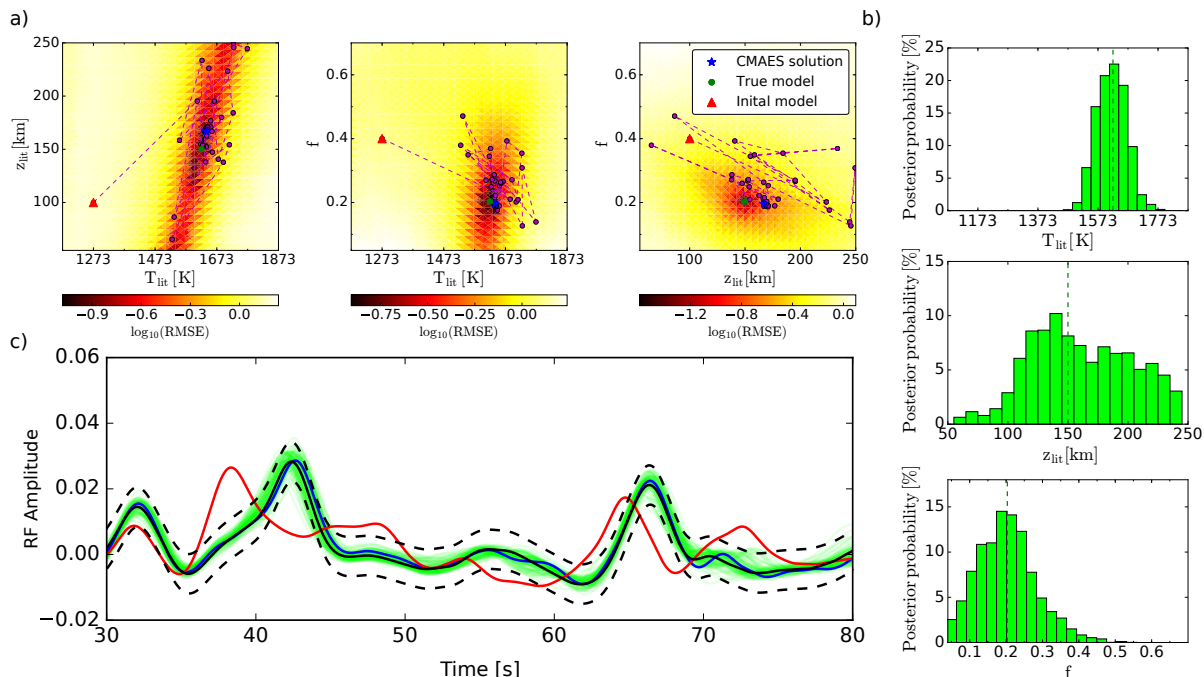 a)
250
200
150
100
z_lit [km]
1273 1473 1673 1873
T_lit [K]
−0.9 −0.6 −0.3 0.0
log₁₀(RMSE)
0.6
0.4
0.2
f
1273 1473 1673 1873
T_lit [K]
−0.75 −0.50 −0.25 0.00
log₁₀(RMSE)
CMAES solution
True model
Inital model
0.6
0.4
0.2
f
100 150 200 250
z_lit [km]
−1.2 −0.8 −0.4 0.0
log₁₀(RMSE)
b)
Posterior probability [%]
25
20
15
10
5
0
1173 1373 1573 1773
T_lit [K]
Posterior probability [%]
15
10
5
0
50 100 150 200 250
z_lit [km]
Posterior probability [%]
15
10
5
0
0.1 0.2 0.3 0.4 0.5 0.6
f
c)
0.06
0.04
0.02
0.00
−0.02
RF Amplitude
30 40 50 60 70 80
Time [s]